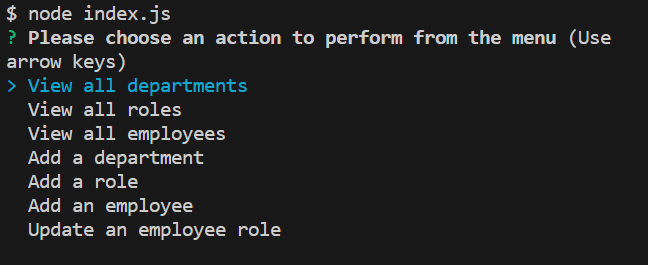 $ node index.js
? Please choose an action to perform from the menu (Use
arrow keys)
> View all departments
View all roles
View all employees
Add a department
Add a role
Add an employee
Update an employee role